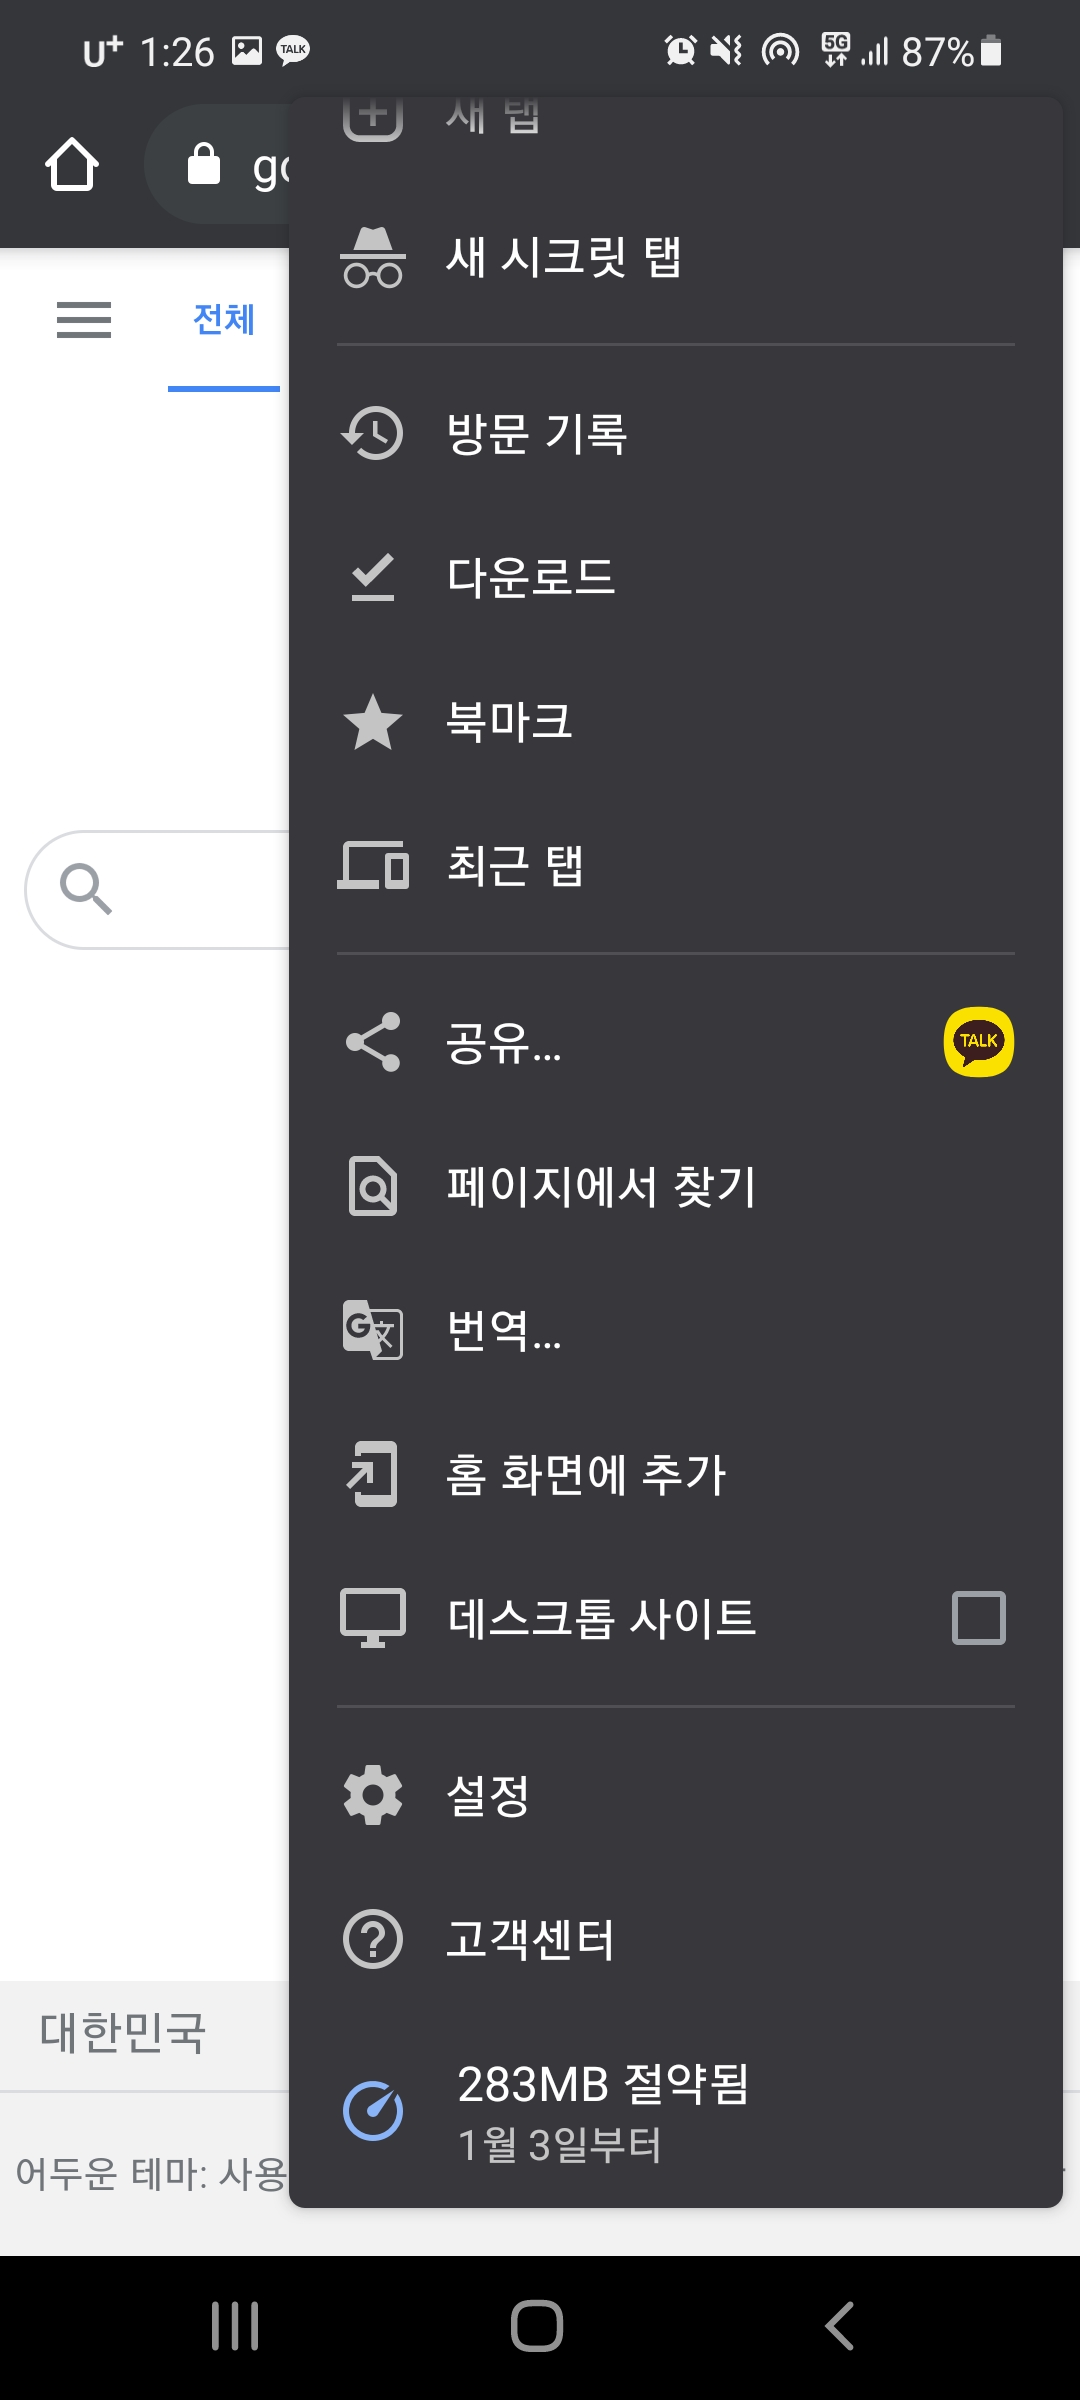 U+ 1:26 TALK 5G 87%
새 탭
새 시크릿 탭
전체
방문 기록
다운로드
북마크
최근 탭
공유...
TALK
페이지에서 찾기
번역...
홈 화면에 추가
데스크톱 사이트
설정
고객센터
대한민국
283MB 절약됨
1월 3일부터
어두운 테마: 사용